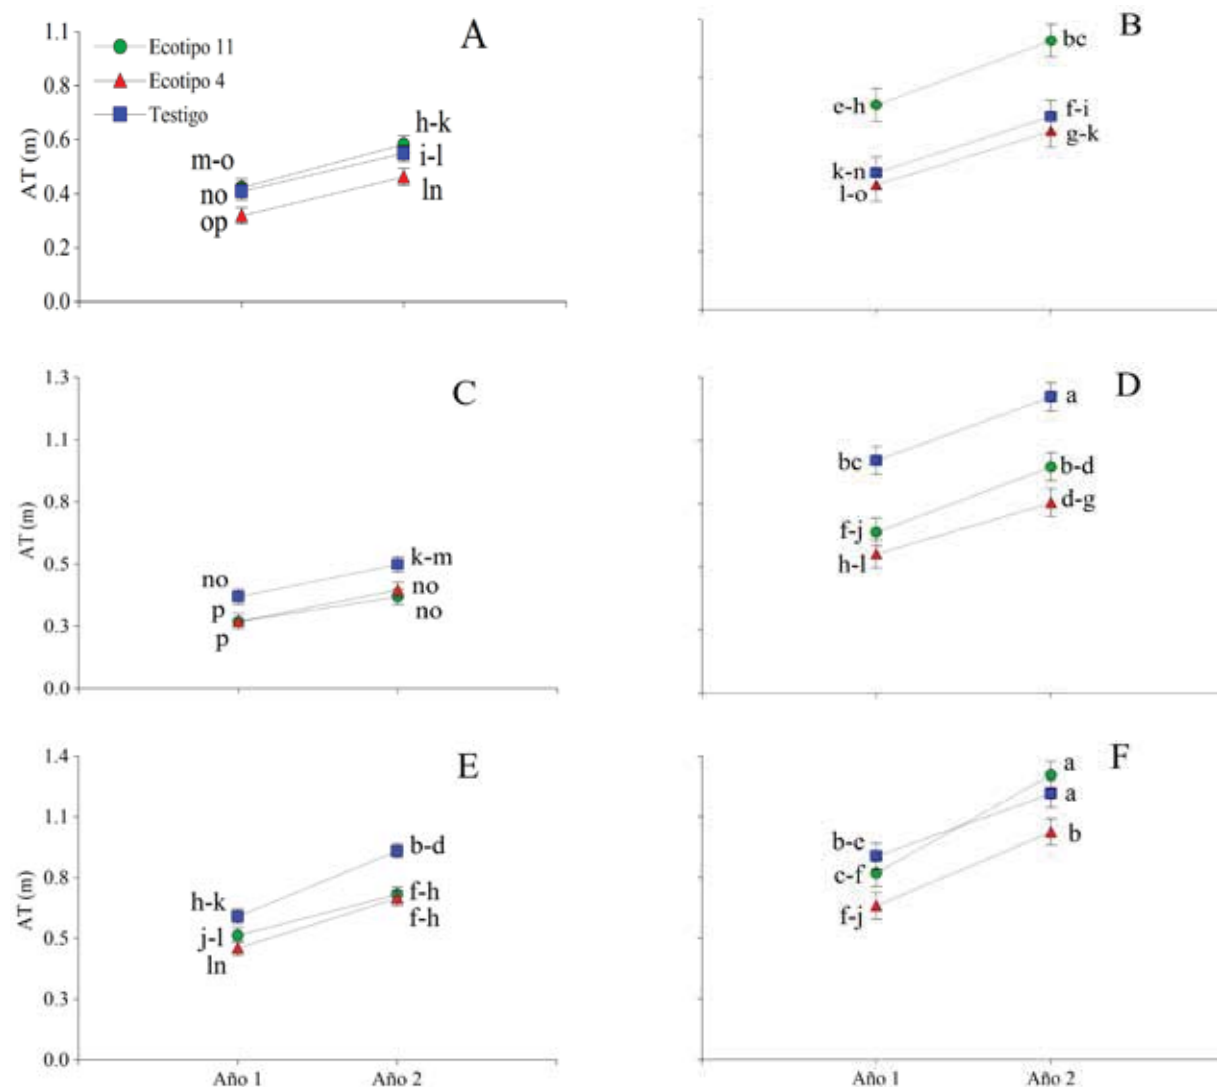 A
1.1
Ecotipo 11
Ecotipo 4
Testigo
0.8
0.6
0.4
0.2
0.0
AT (m)
m-o
no
op
h-k
i-l
ln
B
e-h
k-n
l-o
bc
f-i
g-k
C
1.3
1.1
0.8
0.5
0.3
0.0
AT (m)
no
p
p
k-m
no
no
D
bc
f-j
h-l
a
b-d
d-g
E
1.4
1.1
0.8
0.5
0.3
0.0
AT (m)
h-k
j-l
ln
b-d
f-h
f-h
Año 1 Año 2
F
b-e
c-f
f-j
a
a
b
Año 1 Año 2